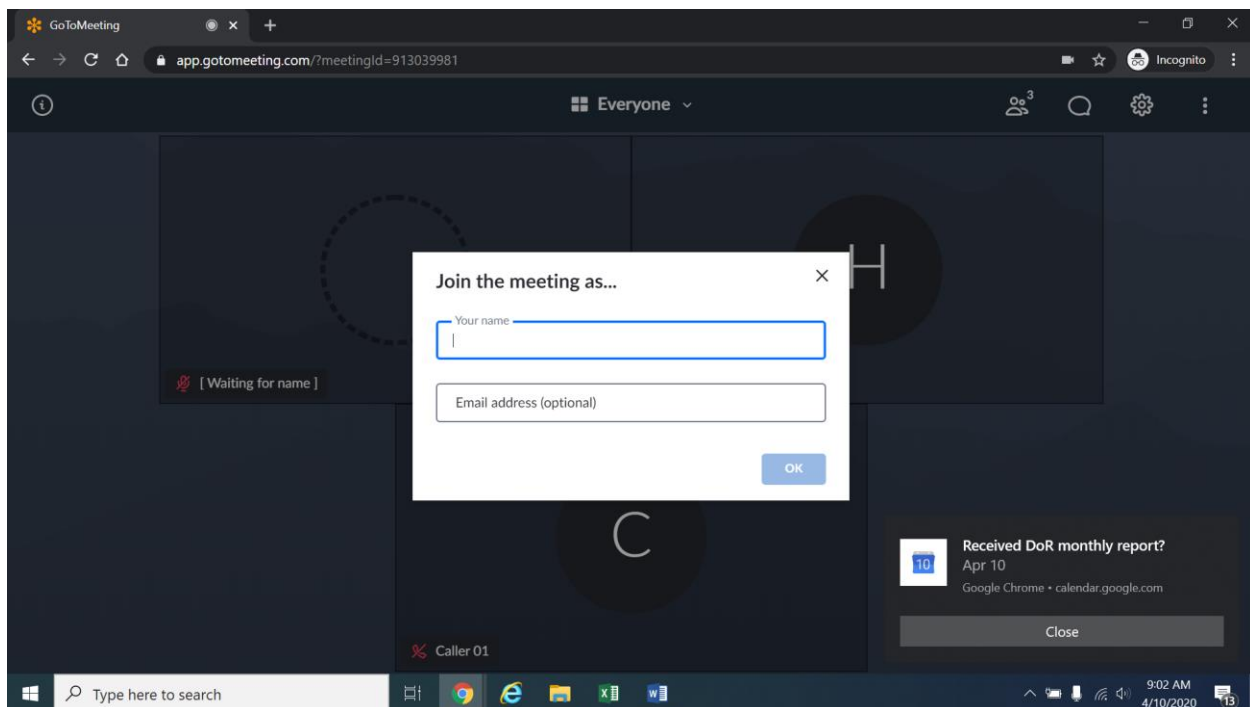 GoToMeeting
app.gotomeeting.com/?meetingId=913039981
Incognito
Everyone
3
H
Join the meeting as...
Your name
[ Waiting for name ]
Email address (optional)
OK
C
Received DoR monthly report?
10
Apr 10
Google Chrome • calendar.google.com
Close
Caller 01
Type here to search
9:02 AM
4/10/2020
13